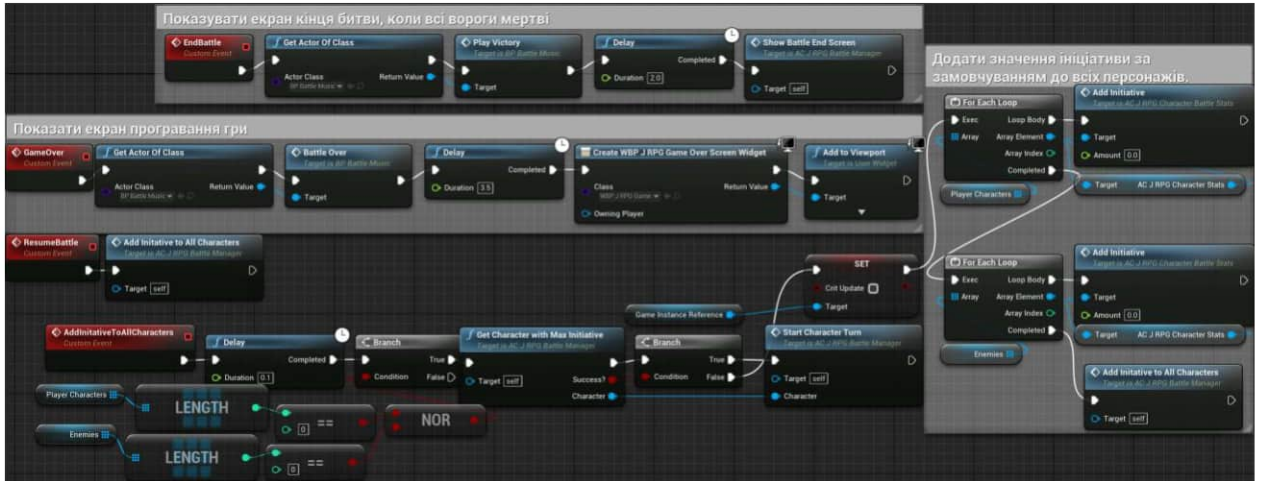 Показувати екран кінця битви, коли всі вороги мертві
EndBattle
Custom Event
Get Actor Of Class
Actor Class
BP Battle Music
Return Value
Play Victory
Target is BP Battle Music
Target
Delay
Completed
Duration 2.0
Show Battle End Screen
Target is AC J RPG Battle Manager
Target self
Показати екран програвання гри
GameOver
Custom Event
Get Actor Of Class
Actor Class
BP Battle Music
Return Value
Battle Over
Target is BP Battle Music
Target
Delay
Completed
Duration 3.5
Create WBP J RPG Game Over Screen Widget
Class
WBP J RPG Game
Return Value
Owning Player
Add to Viewport
Target is User Widget
Target
ResumeBattle
Custom Event
Add Initative to All Characters
Target is AC J RPG Battle Manager
Target self
AddInitativeToAllCharacters
Custom Event
Delay
Completed
Duration 0.1
Branch
True
Condition
False
Get Character with Max Initiative
Target is AC J RPG Battle Manager
Target self
Success?
Character
Branch
True
Condition
False
Game Instance Reference
SET
Crit Update
Target
Start Character Turn
Target is AC J RPG Battle Manager
Target self
Character
Player Characters
LENGTH
0 ==
NOR
Enemies
LENGTH
0 ==
Додати значення ініціативи за
замовчуванням до всіх персонажів.
For Each Loop
Exec
Loop Body
Array
Array Element
Array Index
Completed
Player Characters
Add Initiative
Target is AC J RPG Character Battle Stats
Target
Amount 0.0
Target AC J RPG Character Stats
For Each Loop
Exec
Loop Body
Array
Array Element
Array Index
Completed
Enemies
Add Initiative
Target is AC J RPG Character Battle Stats
Target
Amount 0.0
Target AC J RPG Character Stats
Add Initative to All Characters
Target is AC J RPG Battle Manager
Target self